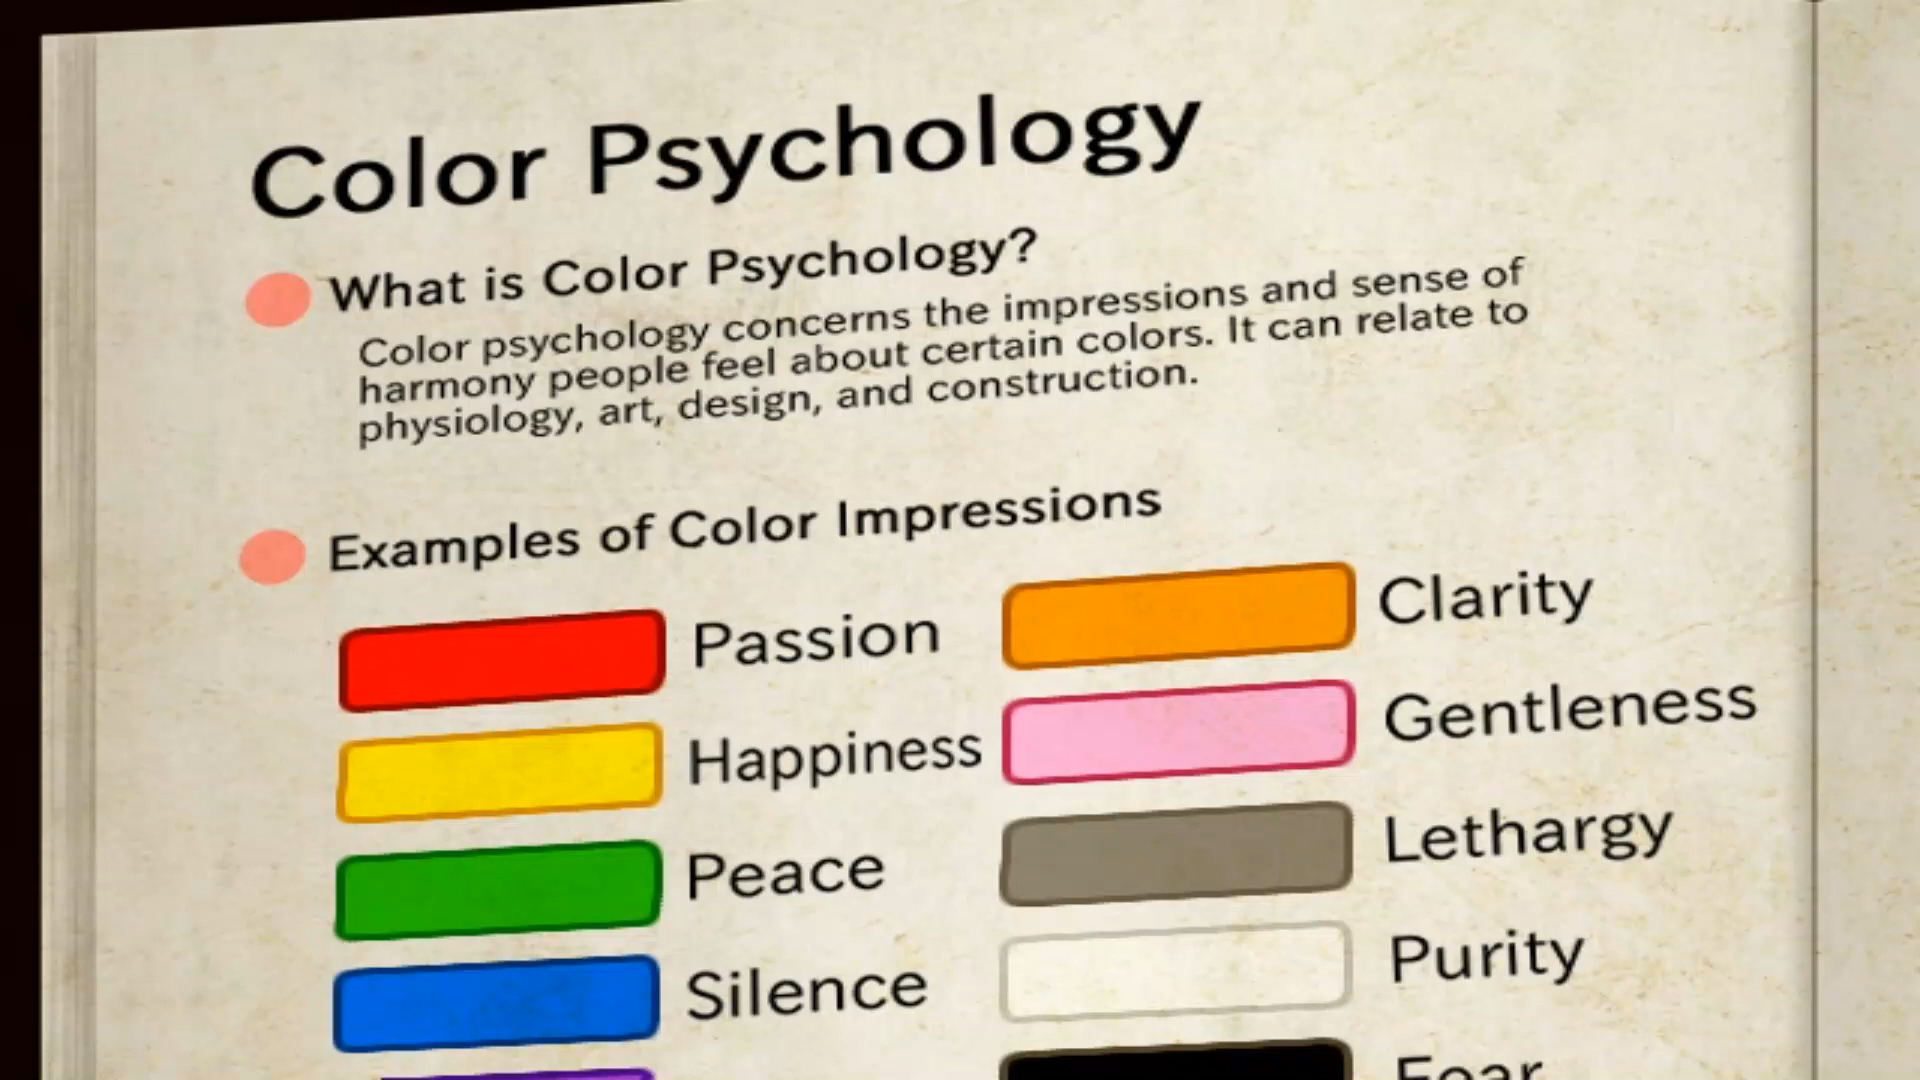 Color Psychology
What is Color Psychology?
Color psychology concerns the impressions and sense of
harmony people feel about certain colors. It can relate to
physiology, art, design, and construction.
Examples of Color Impressions
Passion
Clarity
Happiness
Gentleness
Peace
Lethargy
Silence
Purity
Fear